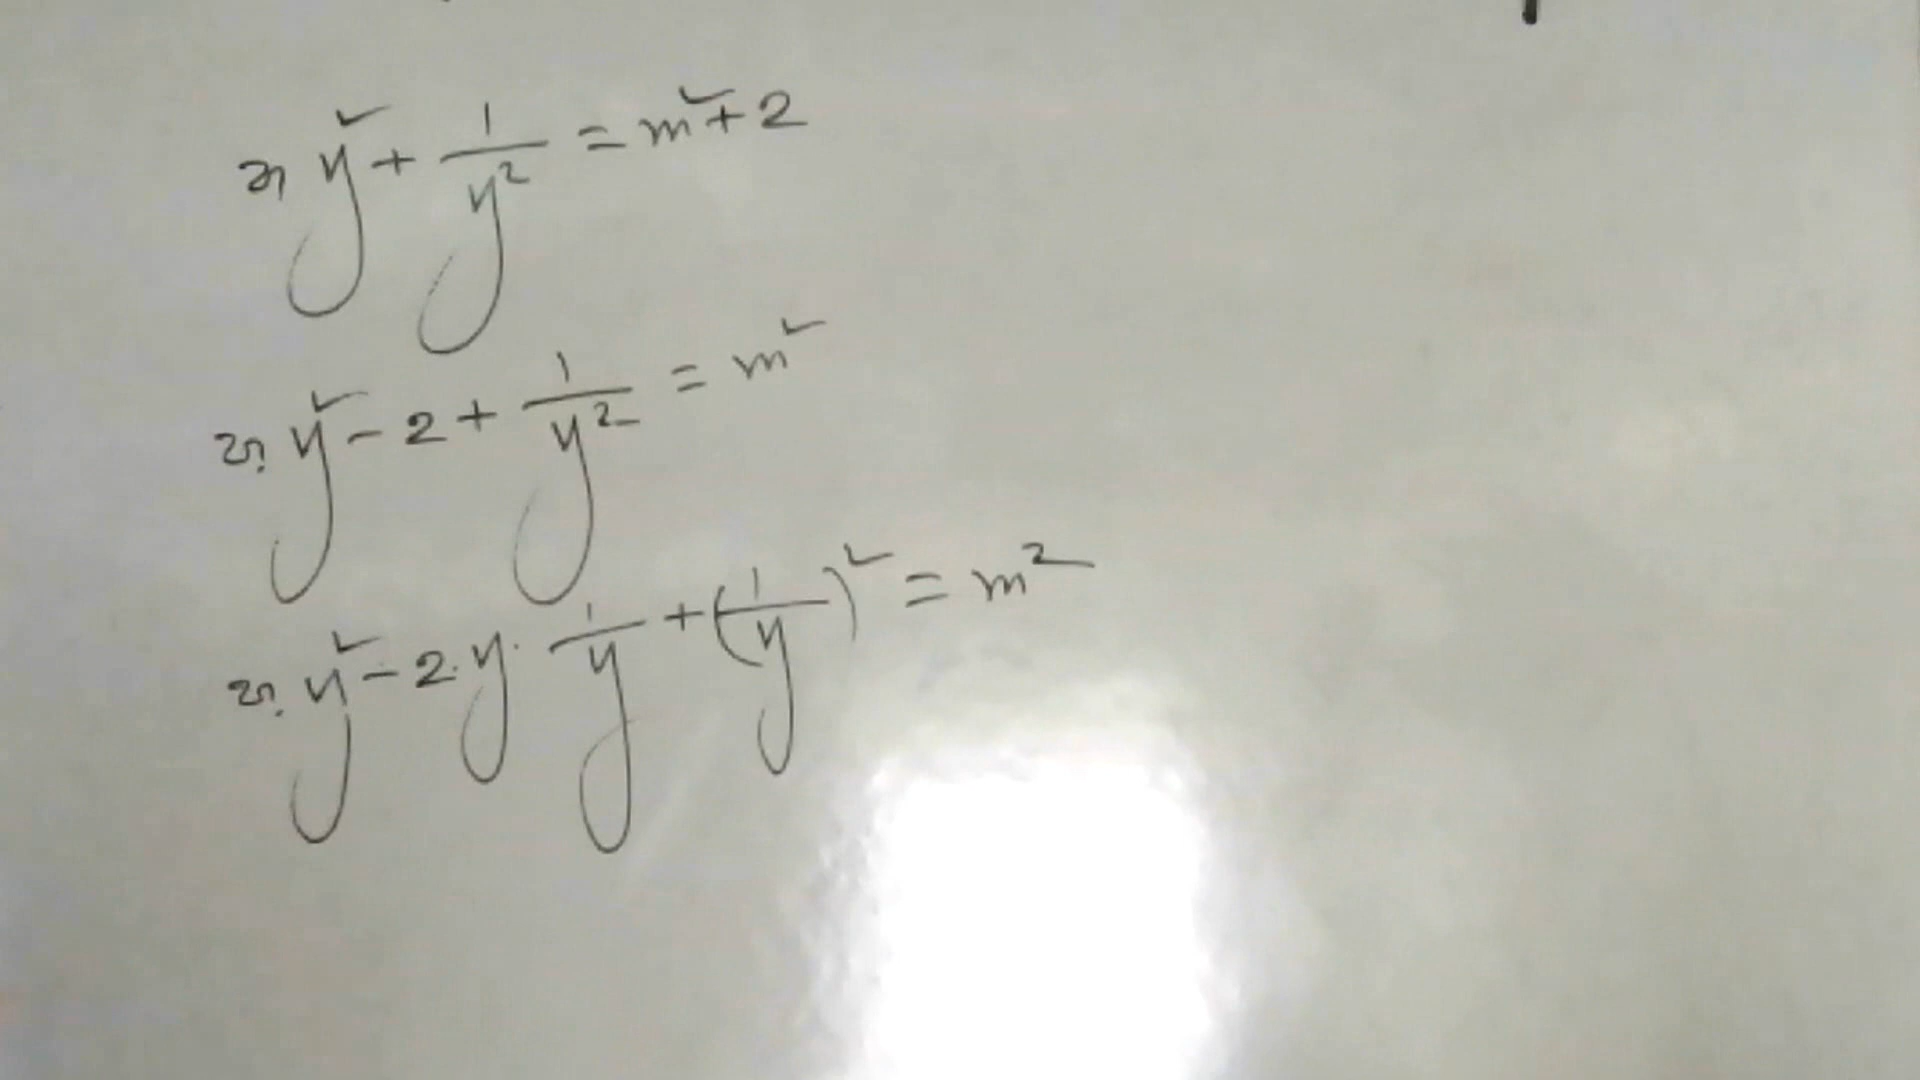 বা, y² + 1/y² = m² + 2
বা, y² - 2 + 1/y² = m²
বা, y² - 2.y. 1/y + (1/y)² = m²